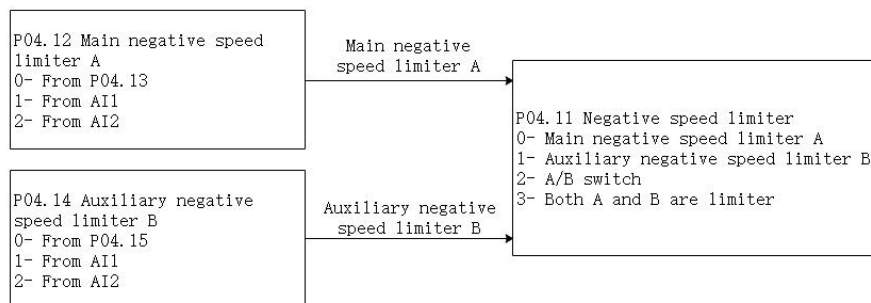 P04.12 Main negative speed
limiter A
0- From P04.13
1- From AI1
2- From AI2
Main negative
speed limiter A
P04.14 Auxiliary negative
speed limiter B
0- From P04.15
1- From AI1
2- From AI2
Auxiliary negative
speed limiter B
P04.11 Negative speed limiter
0- Main negative speed limiter A
1- Auxiliary negative speed limiter B
2- A/B switch
3- Both A and B are limiter